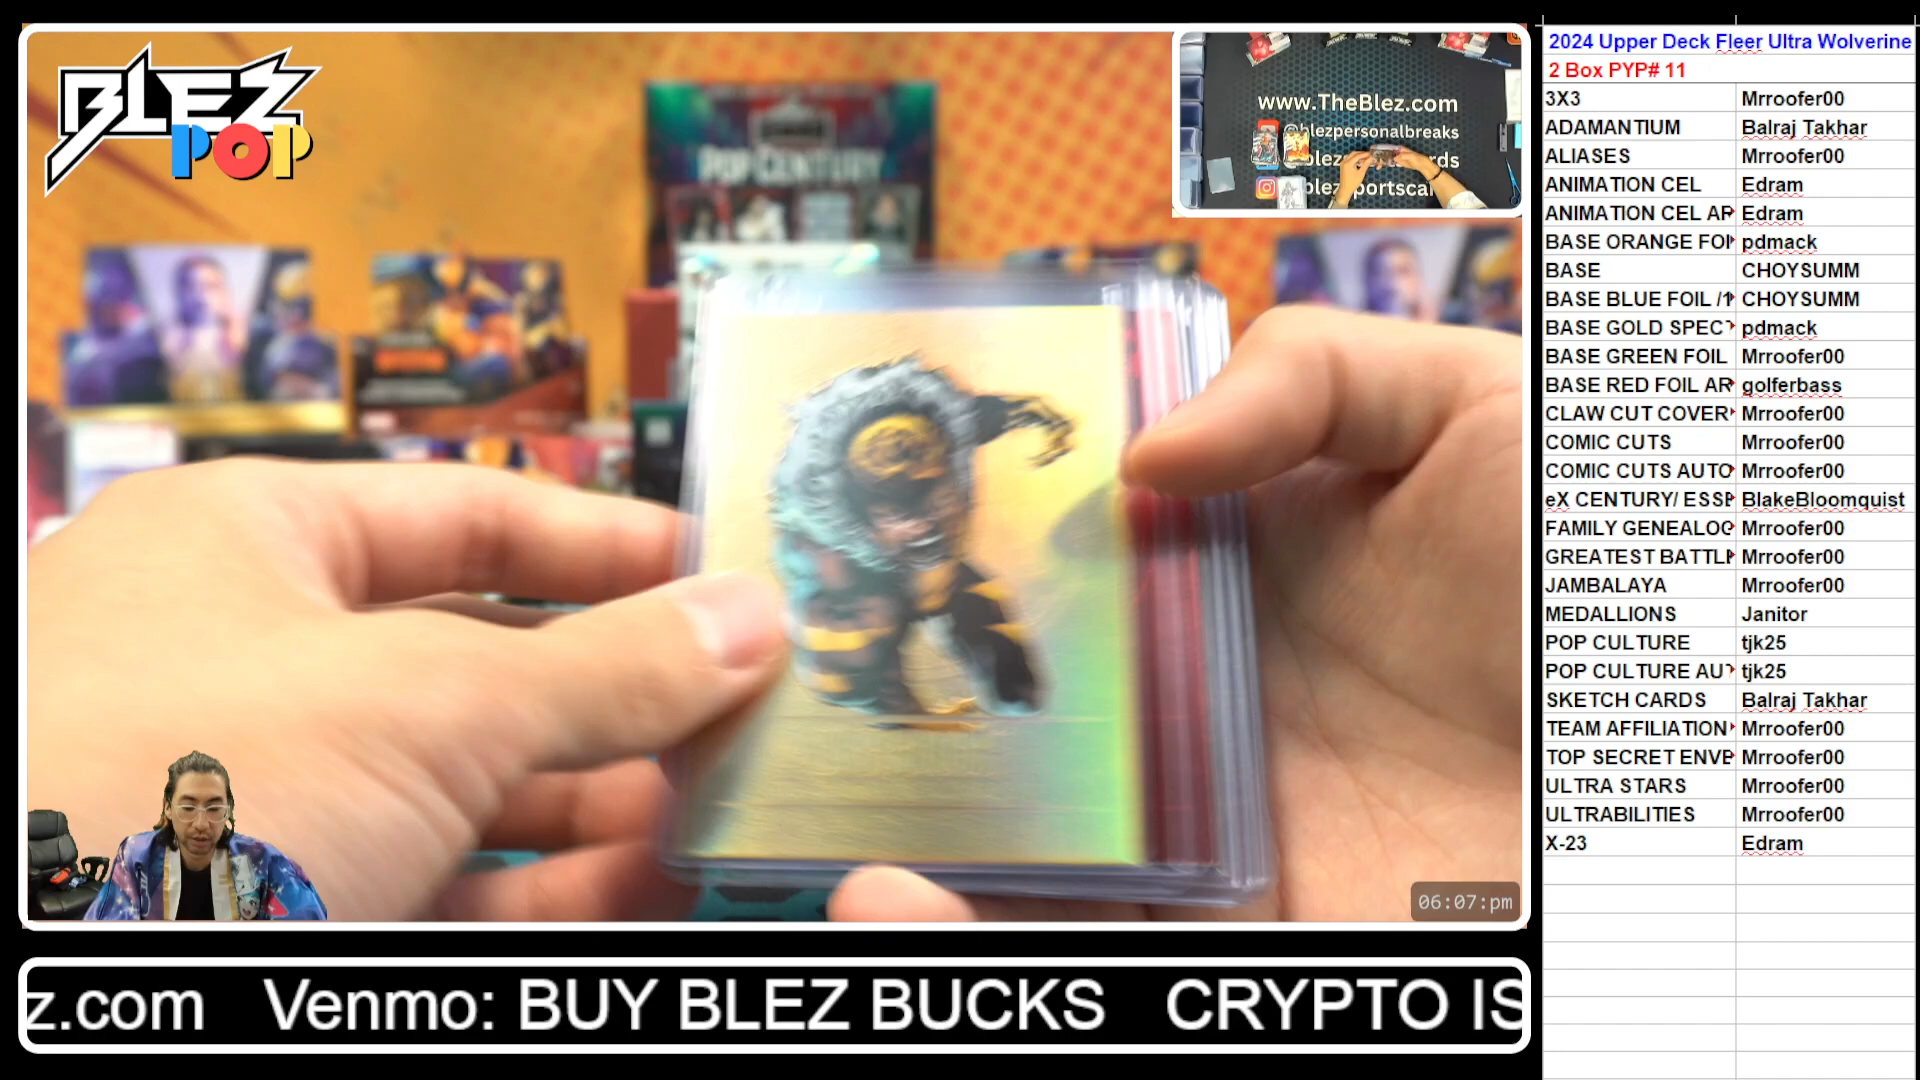 BLEZ
POP
POP CENTURY
www.TheBlez.com
@blezpersonalbreaks
06:07:pm
z.com Venmo: BUY BLEZ BUCKS CRYPTO IS
2024 Upper Deck Fleer Ultra Wolverine
2 Box PYP# 11
3X3 Mrroofer00
ADAMANTIUM Balraj Takhar
ALIASES Mrroofer00
ANIMATION CEL Edram
ANIMATION CEL AR Edram
BASE ORANGE FOI pdmack
BASE CHOYSUMM
BASE BLUE FOIL /1 CHOYSUMM
BASE GOLD SPECT pdmack
BASE GREEN FOIL Mrroofer00
BASE RED FOIL AR golferbass
CLAW CUT COVER Mrroofer00
COMIC CUTS Mrroofer00
COMIC CUTS AUTO Mrroofer00
eX CENTURY/ ESSE BlakeBloomquist
FAMILY GENEALOG Mrroofer00
GREATEST BATTLE Mrroofer00
JAMBALAYA Mrroofer00
MEDALLIONS Janitor
POP CULTURE tjk25
POP CULTURE AUT tjk25
SKETCH CARDS Balraj Takhar
TEAM AFFILIATION Mrroofer00
TOP SECRET ENVE Mrroofer00
ULTRA STARS Mrroofer00
ULTRABILITIES Mrroofer00
X-23 Edram